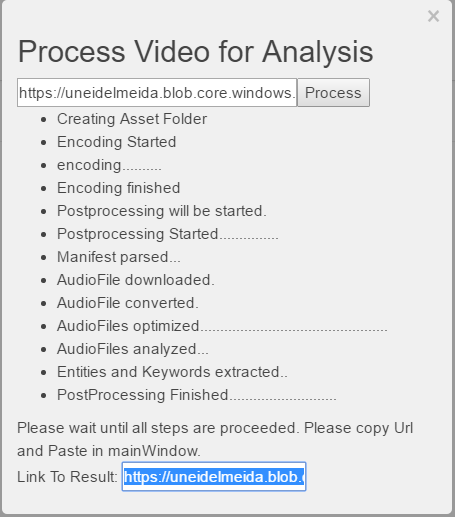 ×
Process Video for Analysis
https://uneidelmeida.blob.core.windows. Process
• Creating Asset Folder
• Encoding Started
• encoding..........
• Encoding finished
• Postprocessing will be started.
• Postprocessing Started...............
• Manifest parsed...
• AudioFile downloaded.
• AudioFile converted.
• AudioFiles optimized...............................................
• AudioFiles analyzed...
• Entities and Keywords extracted..
• PostProcessing Finished...........................
Please wait until all steps are proceeded. Please copy Url
and Paste in mainWindow.
Link To Result: https://uneidelmeida.blob.c